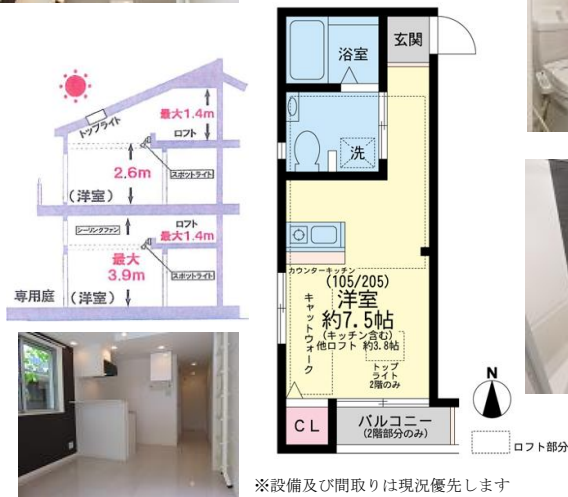 トップライト
最大1.4m
ロフト
2.6m
スポットライト
(洋室)
シーリングファン
ロフト
最大1.4m
最大
3.9m
スポットライト
専用庭
(洋室)
浴室
玄関
洗
カウンターキッチン
(105/205)
洋室
約7.5帖
(キッチン含む)
他ロフト 約3.8帖
キャットウォーク
トップ
ライト
2階のみ
CL
バルコニー
(2階部分のみ)
N
ロフト部分
※設備及び間取りは現況優先します